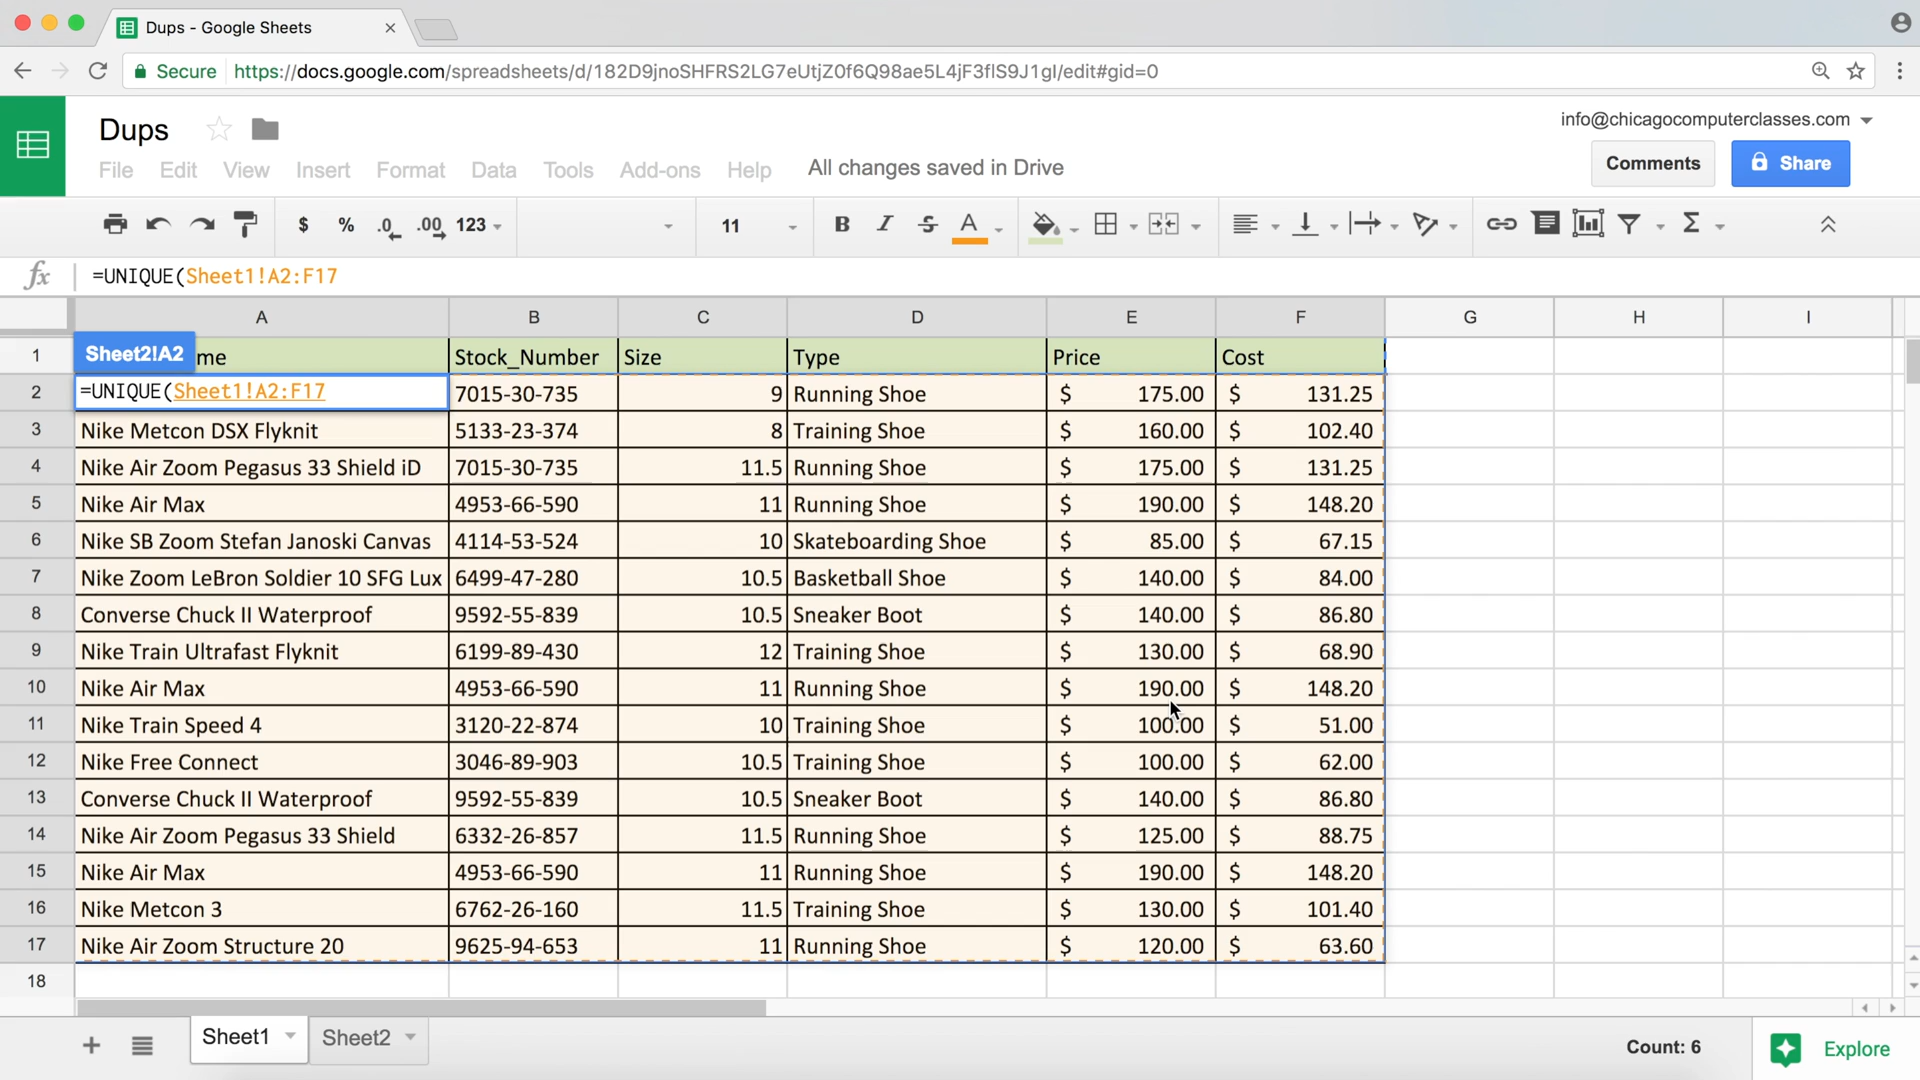 Dups - Google Sheets
Secure https://docs.google.com/spreadsheets/d/182D9jnoSHFRS2LG7eUtjZ0f6Q98ae5L4jF3flS9J1gI/edit#gid=0
Dups
info@chicagocomputerclasses.com
File Edit View Insert Format Data Tools Add-ons Help All changes saved in Drive
Comments Share
$ % .0 .00 123 11 B I S A Σ
fx =UNIQUE(Sheet1!A2:F17
A B C D E F G H I
1 Sheet2!A2 me Stock_Number Size Type Price Cost
2 =UNIQUE(Sheet1!A2:F17 7015-30-735 9 Running Shoe $ 175.00 $ 131.25
3 Nike Metcon DSX Flyknit 5133-23-374 8 Training Shoe $ 160.00 $ 102.40
4 Nike Air Zoom Pegasus 33 Shield iD 7015-30-735 11.5 Running Shoe $ 175.00 $ 131.25
5 Nike Air Max 4953-66-590 11 Running Shoe $ 190.00 $ 148.20
6 Nike SB Zoom Stefan Janoski Canvas 4114-53-524 10 Skateboarding Shoe $ 85.00 $ 67.15
7 Nike Zoom LeBron Soldier 10 SFG Lux 6499-47-280 10.5 Basketball Shoe $ 140.00 $ 84.00
8 Converse Chuck II Waterproof 9592-55-839 10.5 Sneaker Boot $ 140.00 $ 86.80
9 Nike Train Ultrafast Flyknit 6199-89-430 12 Training Shoe $ 130.00 $ 68.90
10 Nike Air Max 4953-66-590 11 Running Shoe $ 190.00 $ 148.20
11 Nike Train Speed 4 3120-22-874 10 Training Shoe $ 100.00 $ 51.00
12 Nike Free Connect 3046-89-903 10.5 Training Shoe $ 100.00 $ 62.00
13 Converse Chuck II Waterproof 9592-55-839 10.5 Sneaker Boot $ 140.00 $ 86.80
14 Nike Air Zoom Pegasus 33 Shield 6332-26-857 11.5 Running Shoe $ 125.00 $ 88.75
15 Nike Air Max 4953-66-590 11 Running Shoe $ 190.00 $ 148.20
16 Nike Metcon 3 6762-26-160 11.5 Training Shoe $ 130.00 $ 101.40
17 Nike Air Zoom Structure 20 9625-94-653 11 Running Shoe $ 120.00 $ 63.60
18
Sheet1 Sheet2 Count: 6 Explore